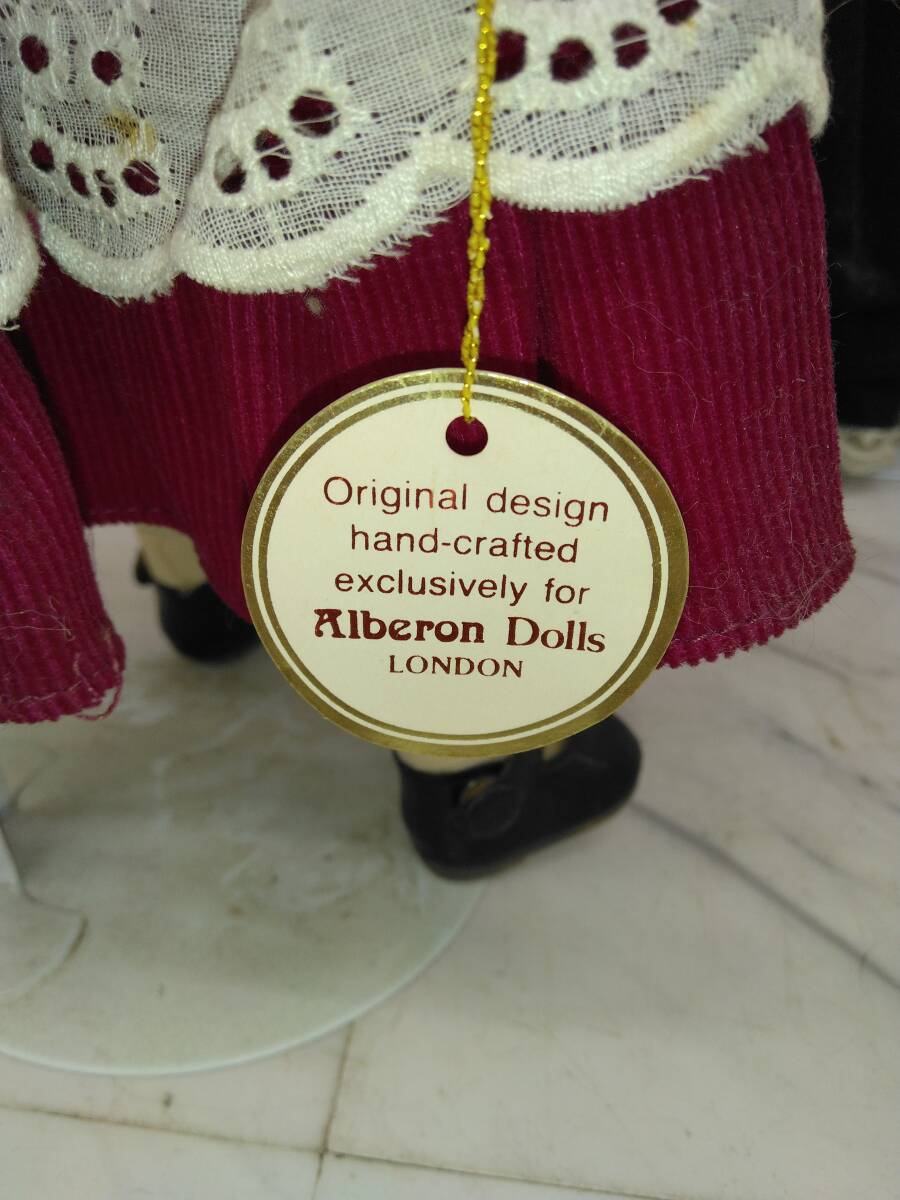 Original design
hand-crafted
exclusively for
Alberon Dolls
LONDON